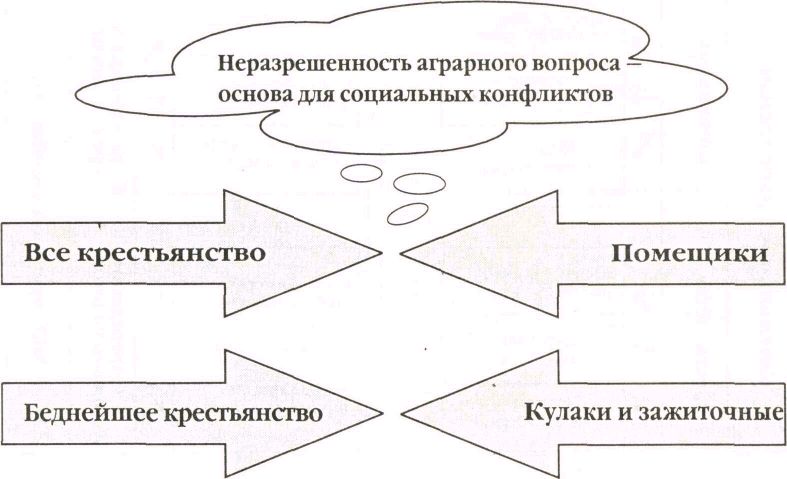 Неразрешенность аграрного вопроса –
основа для социальных конфликтов
Все крестьянство
Помещики
Беднейшее крестьянство
Кулаки и зажиточные